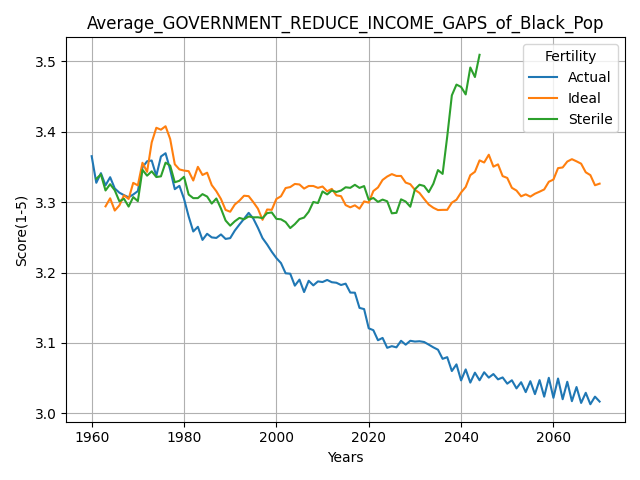 Average_GOVERNMENT_REDUCE_INCOME_GAPS_of_Black_Pop
Fertility
Actual
Ideal
Sterile
Score(1-5)
3.5
3.4
3.3
3.2
3.1
3.0
1960 1980 2000 2020 2040 2060
Years